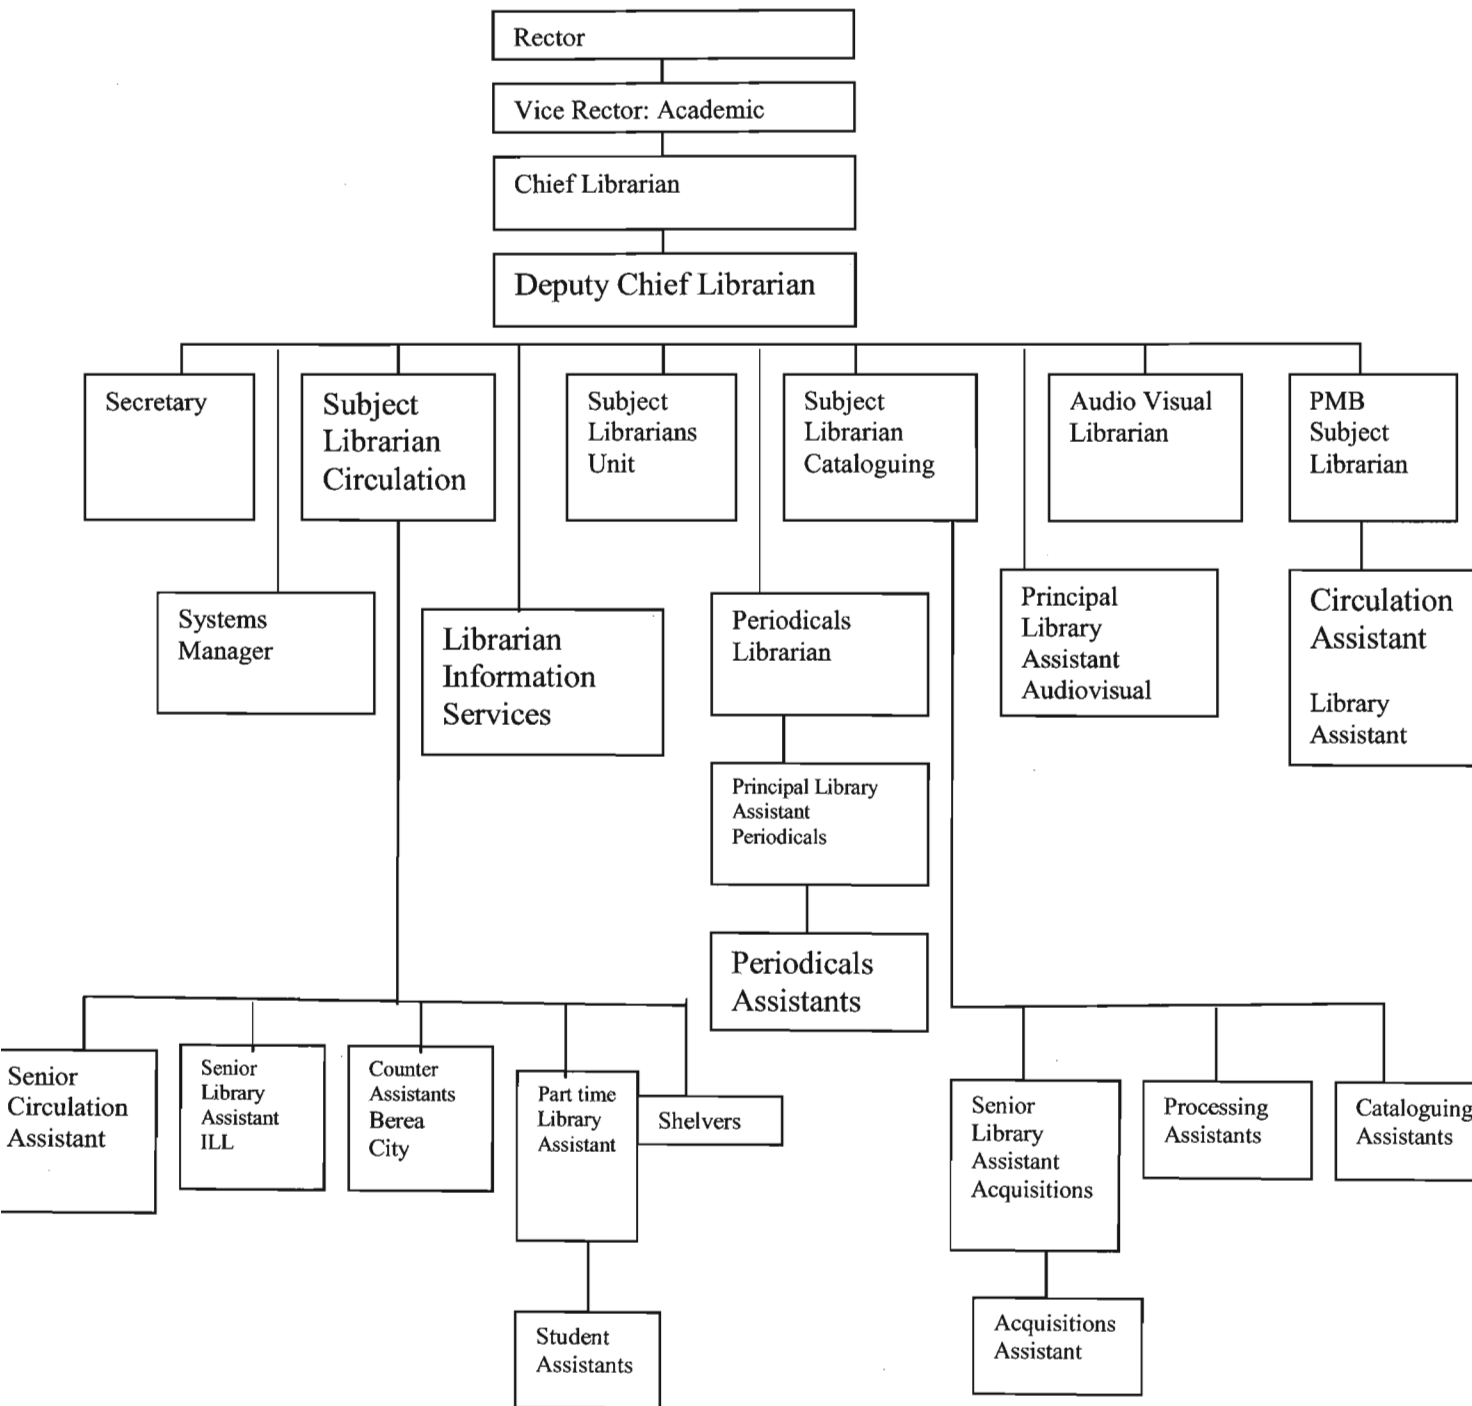 Rector
Vice Rector: Academic
Chief Librarian
Deputy Chief Librarian
Secretary
Subject
Librarian
Circulation
Subject
Librarians
Unit
Subject
Librarian
Cataloguing
Audio Visual
Librarian
PMB
Subject
Librarian
Systems
Manager
Librarian
Information
Services
Periodicals
Librarian
Principal
Library
Assistant
Audiovisual
Circulation
Assistant
Library
Assistant
Principal Library
Assistant
Periodicals
Periodicals
Assistants
Senior
Circulation
Assistant
Senior
Library
Assistant
ILL
Counter
Assistants
Berea
City
Part time
Library
Assistant
Shelvers
Senior
Library
Assistant
Acquisitions
Processing
Assistants
Cataloguing
Assistants
Student
Assistants
Acquisitions
Assistant